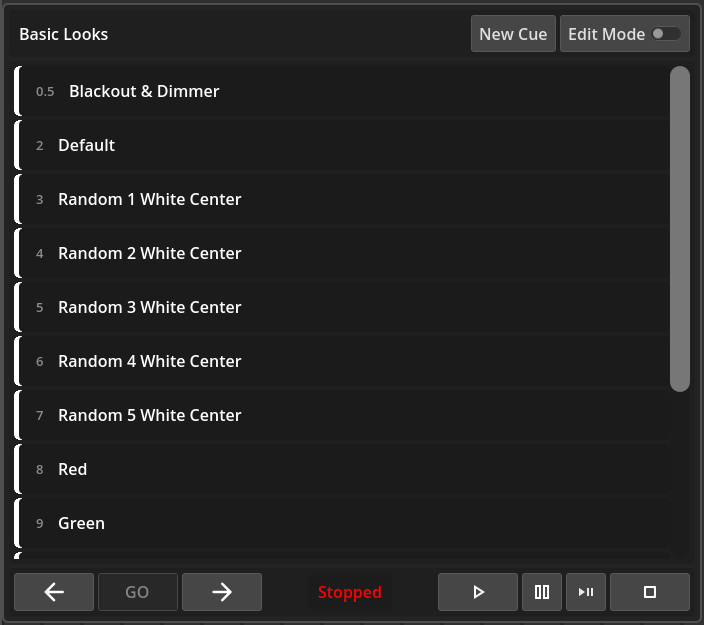 Basic Looks New Cue Edit Mode
0.5 Blackout & Dimmer
2 Default
3 Random 1 White Center
4 Random 2 White Center
5 Random 3 White Center
6 Random 4 White Center
7 Random 5 White Center
8 Red
9 Green
GO Stopped